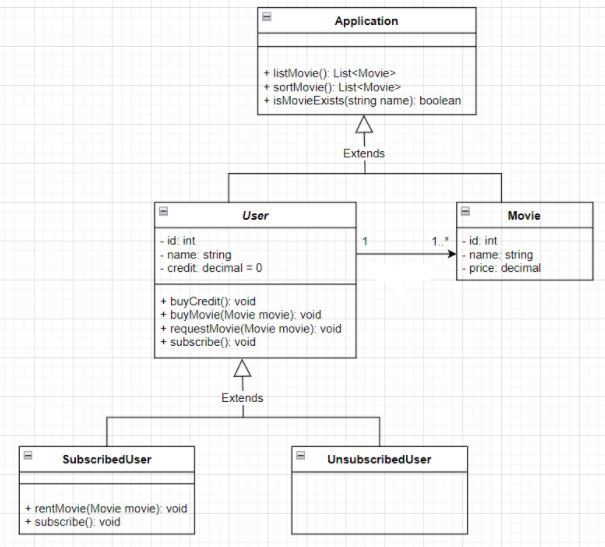 Application
+ listMovie(): List<Movie>
+ sortMovie(): List<Movie>
+ isMovieExists(string name): boolean
Extends
User
- id: int
- name: string
- credit: decimal = 0
+ buyCredit(): void
+ buyMovie(Movie movie): void
+ requestMovie(Movie movie): void
+ subscribe(): void
1
1..*
Movie
- id: int
- name: string
- price: decimal
Extends
SubscribedUser
+ rentMovie(Movie movie): void
+ subscribe(): void
UnsubscribedUser